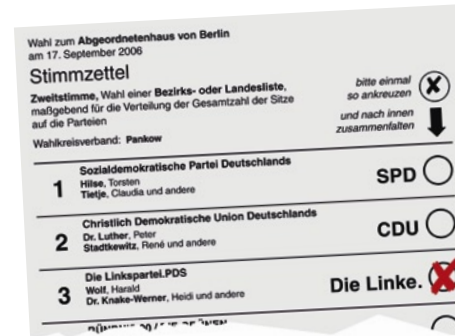 Wahl zum Abgeordnetenhaus von Berlin
am 17. September 2006
Stimmzettel
Zweitstimme, Wahl einer Bezirks- oder Landesliste,
maßgebend für die Verteilung der Gesamtzahl der Sitze
auf die Parteien
Wahlkreisverband: Pankow
bitte einmal
so ankreuzen
und nach innen
zusammenfalten
1 Sozialdemokratische Partei Deutschlands
Hilse, Torsten
Tietje, Claudia und andere
SPD
2 Christlich Demokratische Union Deutschlands
Dr. Luther, Peter
Stadtkewitz, René und andere
CDU
3 Die Linkspartei.PDS
Wolf, Harald
Dr. Knake-Werner, Heidi und andere
Die Linke.